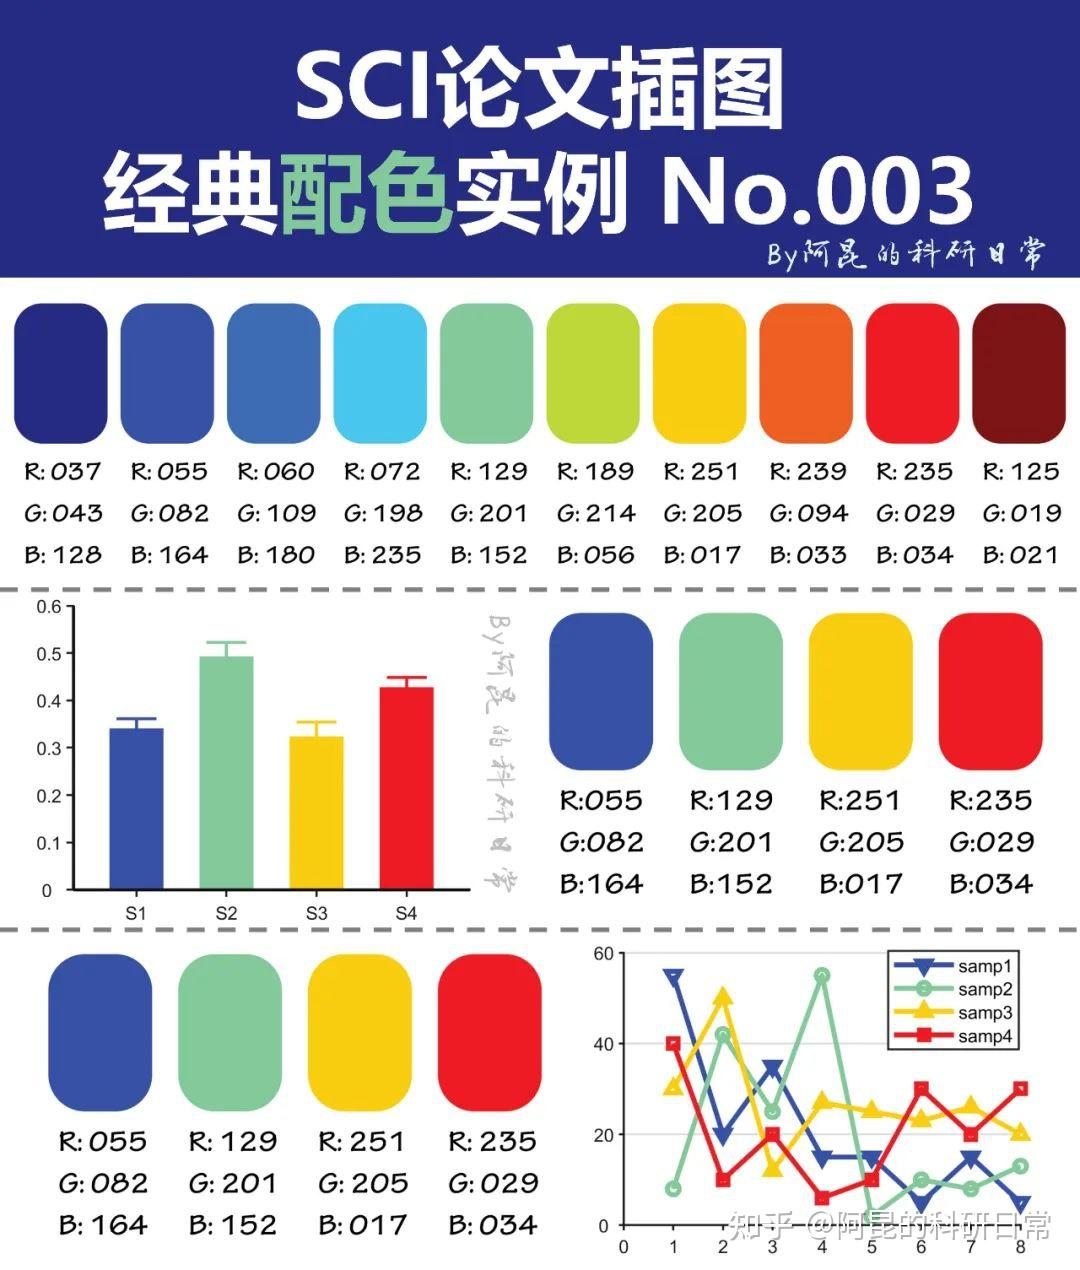 SCI论文插图
经典配色实例 No.003
By阿昆的科研日常
R: 037 R: 055 R: 060 R: 072 R: 129 R: 189 R: 251 R: 239 R: 235 R: 125
G: 043 G: 082 G: 109 G: 198 G: 201 G: 214 G: 205 G: 094 G: 029 G: 019
B: 128 B: 164 B: 180 B: 235 B: 152 B: 056 B: 017 B: 033 B: 034 B: 021
0.6
0.5
0.4
0.3
0.2
0.1
0
S1 S2 S3 S4
By阿昆的科研日常
R:055 R:129 R:251 R:235
G:082 G:201 G:205 G:029
B:164 B:152 B:017 B:034
R: 055 R: 129 R: 251 R: 235
G: 082 G: 201 G: 205 G: 029
B: 164 B: 152 B: 017 B: 034
60
40
20
0
samp1
samp2
samp3
samp4
0 1 2 3 4 5 6 7 8
知乎 @阿昆的科研日常